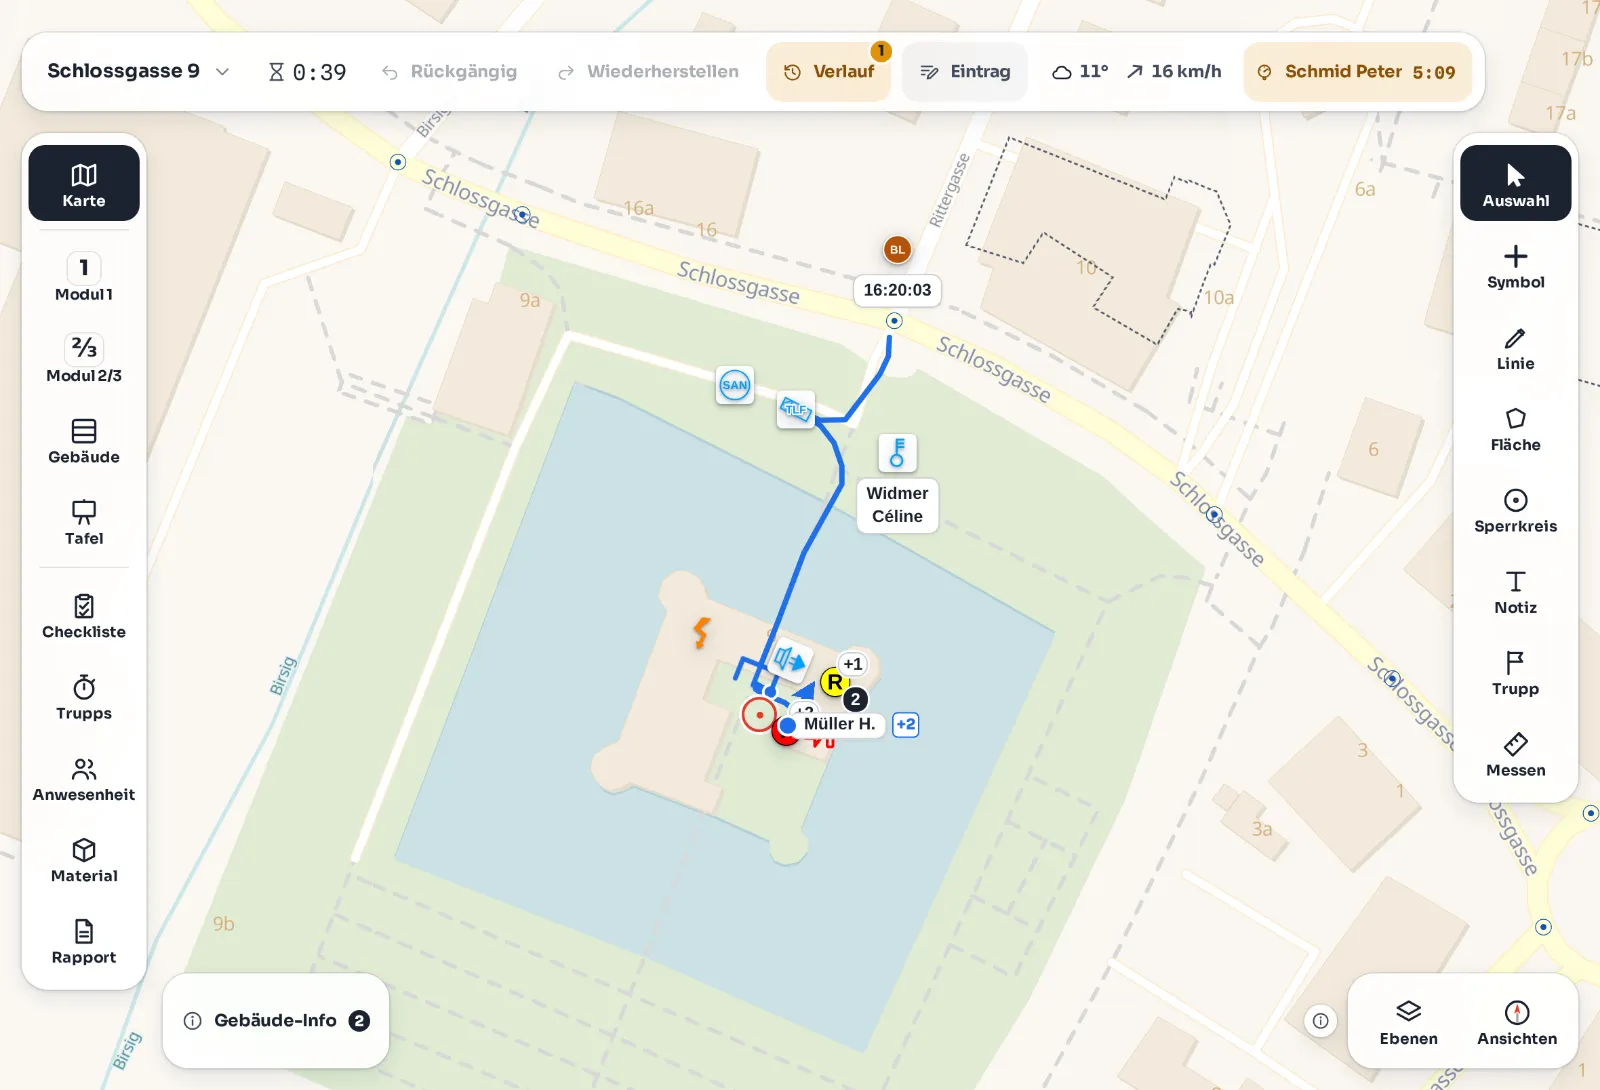 Schlossgasse 9
0:39
Rückgängig
Wiederherstellen
Verlauf
1
Eintrag
11°
16 km/h
Schmid Peter 5:09
17b
17a
Karte
1
Modul 1
⅔
Modul 2/3
Gebäude
Tafel
Checkliste
Trupps
Anwesenheit
Material
Rapport
Auswahl
Symbol
Linie
Fläche
Sperrkreis
Notiz
Trupp
Messen
Birsig
Schlossgasse
16a
16
Rittergasse
6a
BL
16:20:03
10
10a
9a
Schlossgasse
Schlossgasse
SAN
TLF
Widmer
Céline
6
Schlossgasse
Birsig
+1
R
2
Müller H.
+2
Schlossgasse
3
1
3a
9b
Birsig
Gebäude-Info 2
Ebenen
Ansichten
1